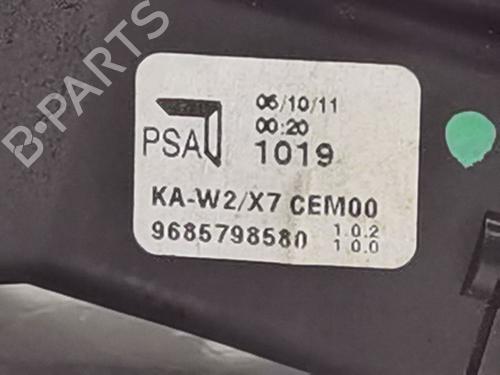 B-PARTS
06/10/11
00:20
PSA 1019
KA-W2/X7 CEM00
9685798580 1.0.2
1 0.0